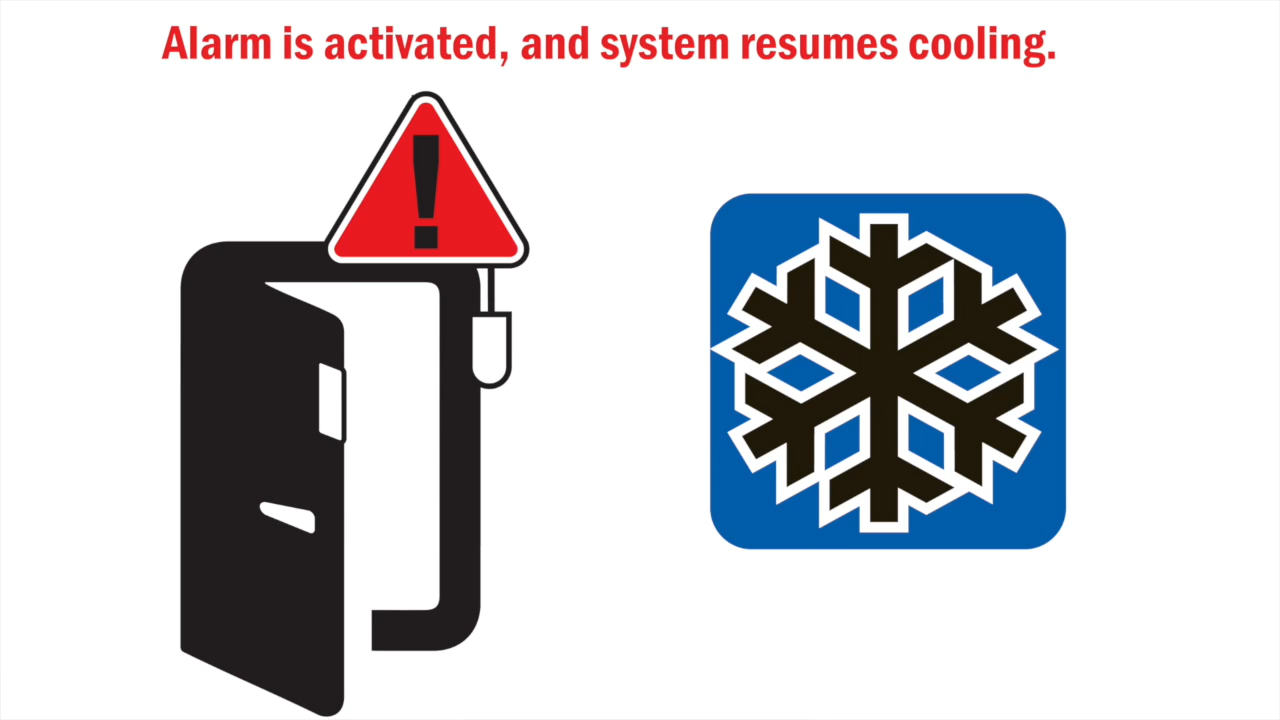 Alarm is activated, and system resumes cooling.
!